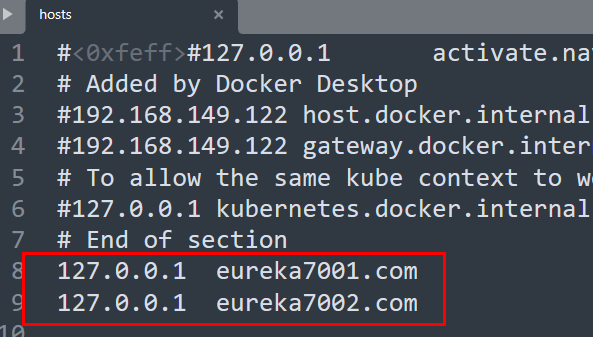 hosts ×
1 #<0xfeff>#127.0.0.1 activate.na
2 # Added by Docker Desktop
3 #192.168.149.122 host.docker.internal
4 #192.168.149.122 gateway.docker.inter
5 # To allow the same kube context to w
6 #127.0.0.1 kubernetes.docker.internal
7 # End of section
8 127.0.0.1 eureka7001.com
9 127.0.0.1 eureka7002.com
10